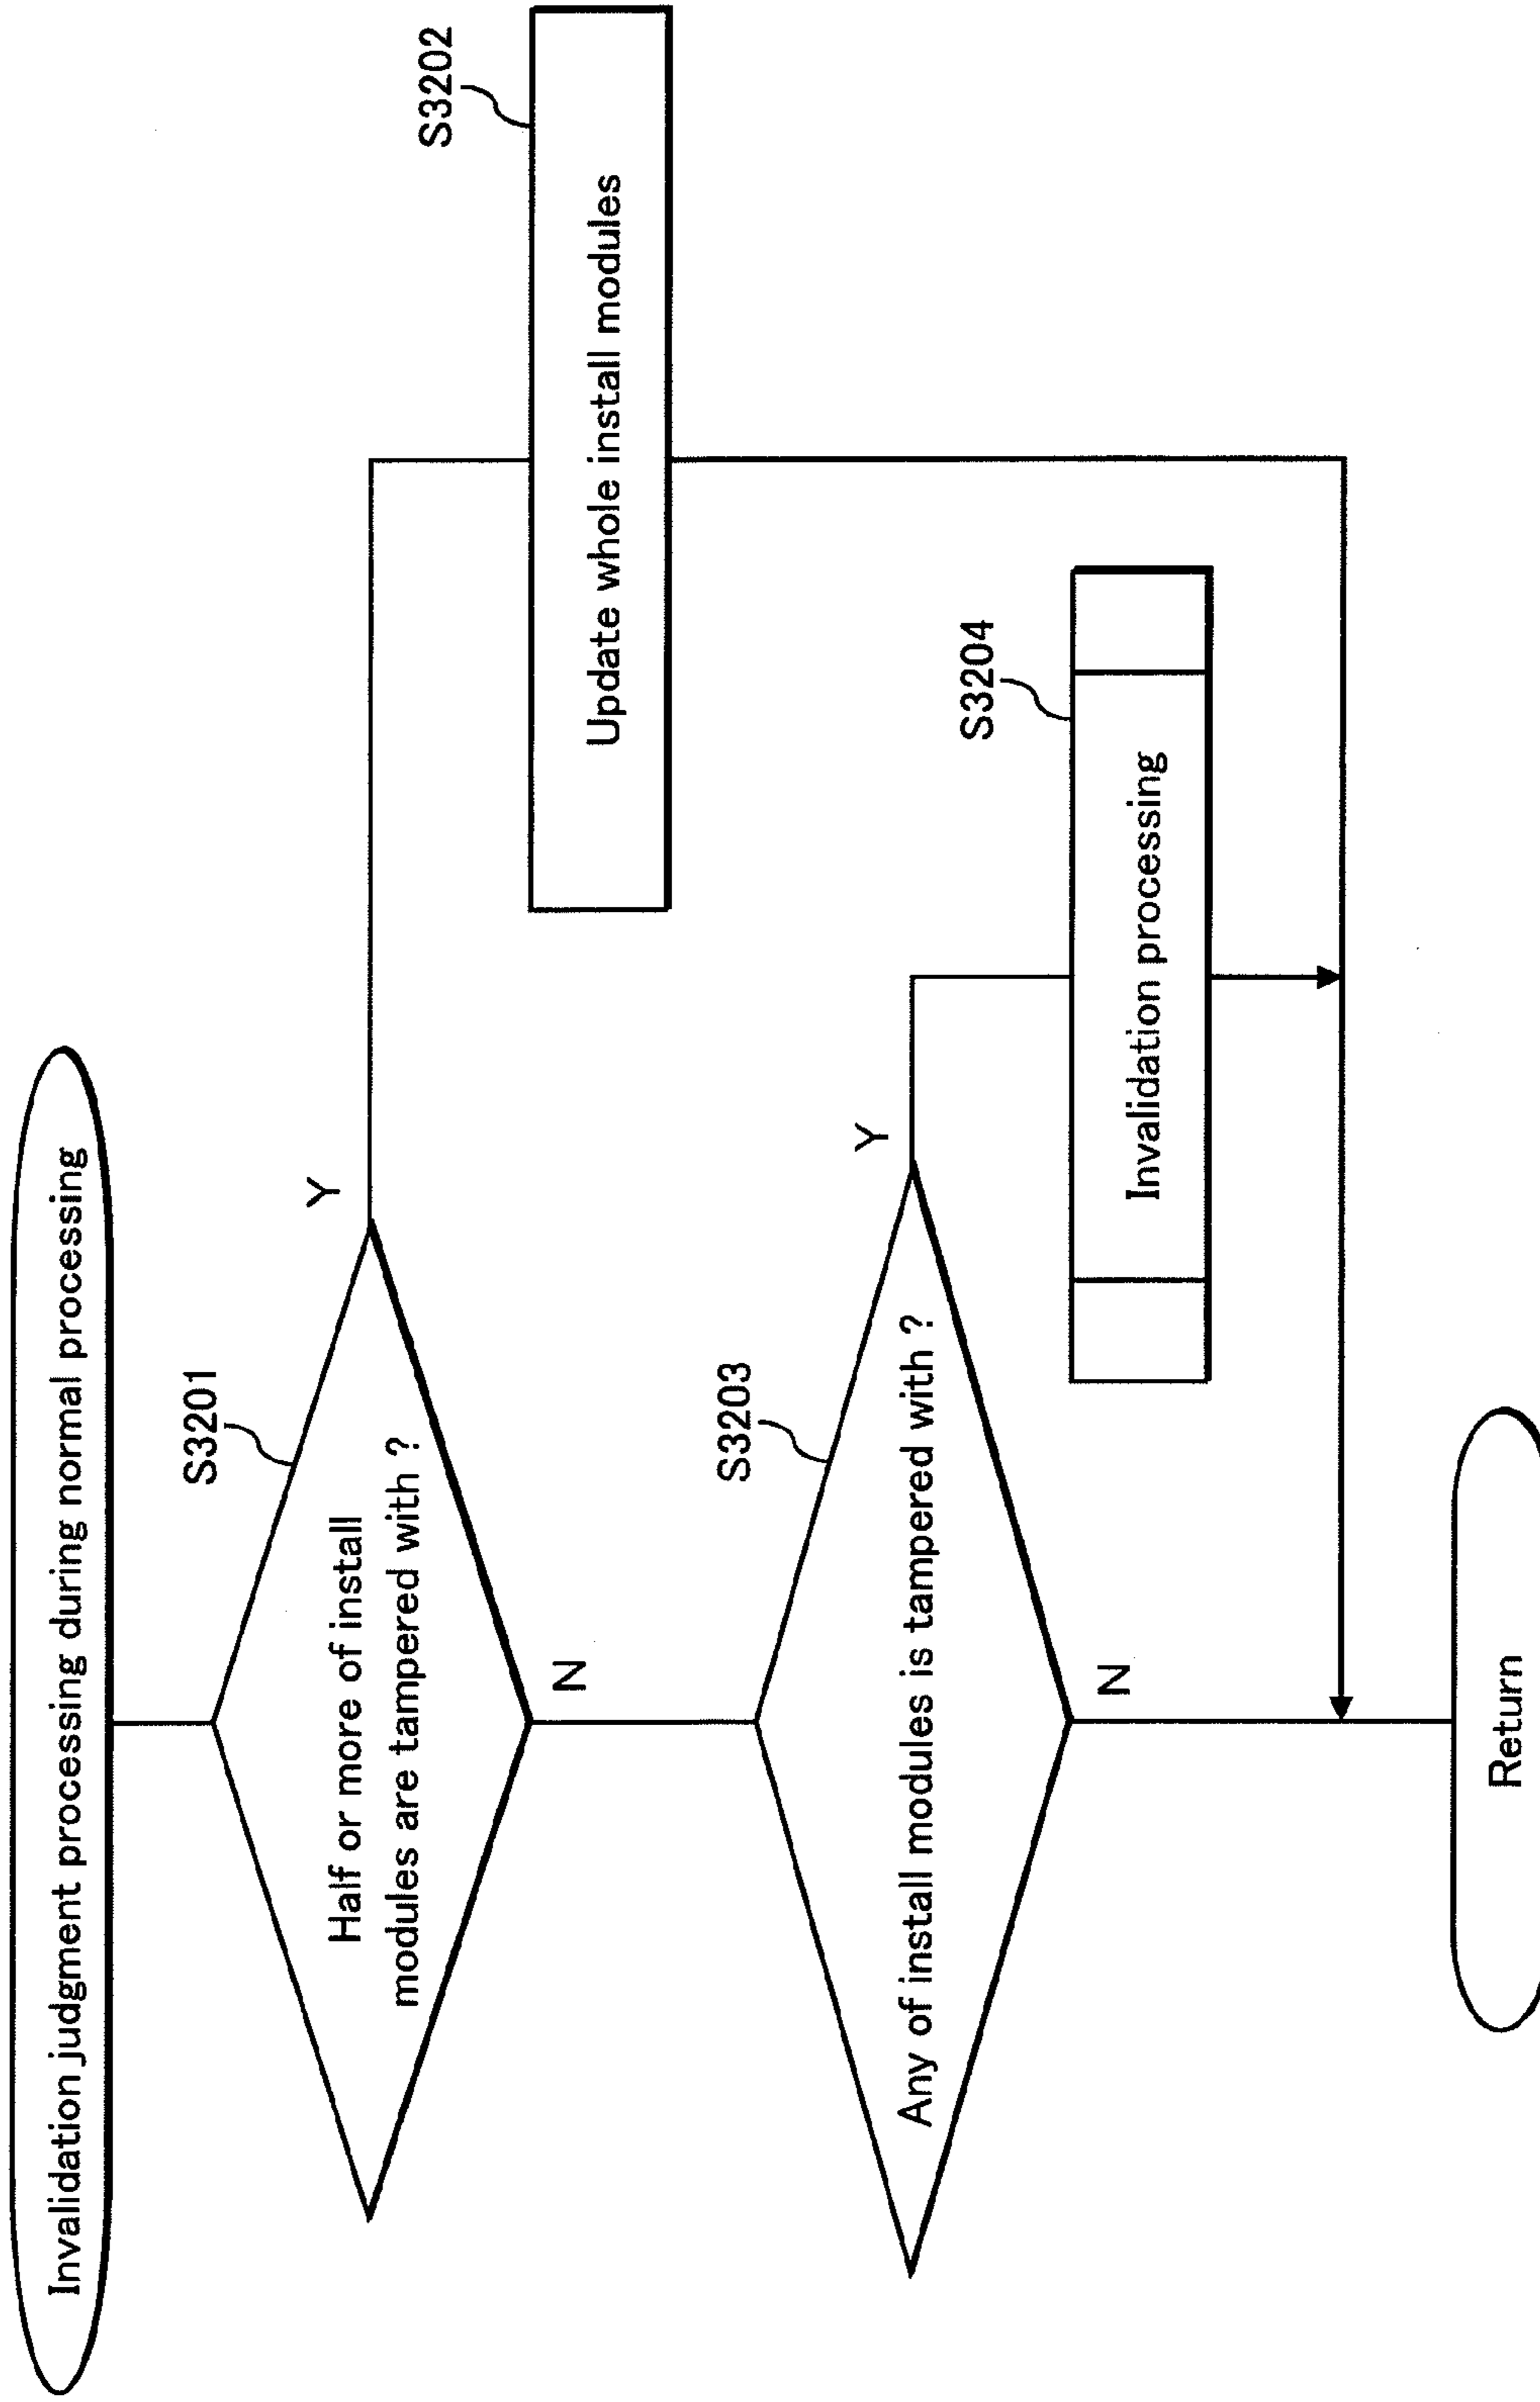 Invalidation judgment processing during normal processing
S3201
Half or more of install
modules are tampered with ?
Y
N
S3202
Update whole install modules
S3203
Any of install modules is tampered with ?
Y
N
S3204
Invalidation processing
Return